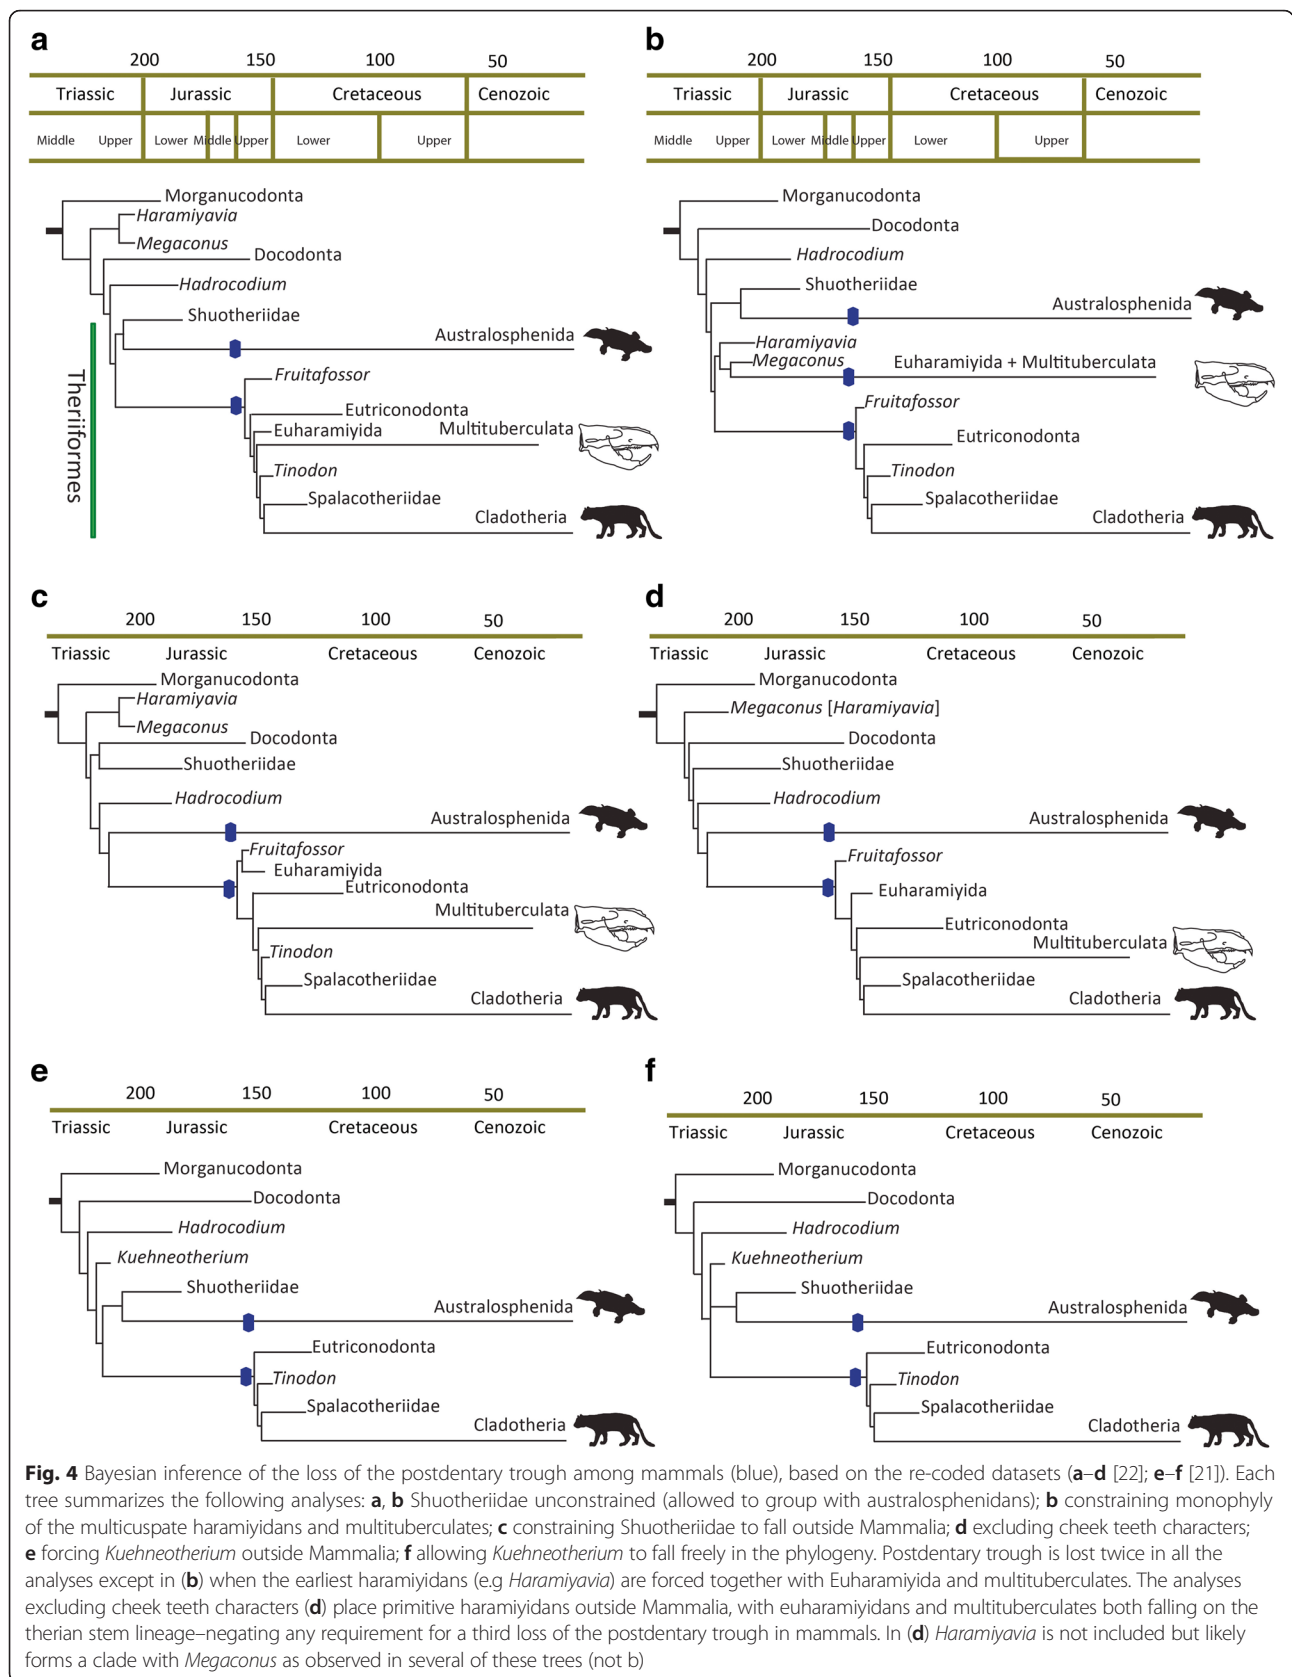 a
200 150 100 50
Triassic Jurassic Cretaceous Cenozoic
Middle Upper Lower Middle Upper Lower Upper
Morganucodonta
Haramiyavia
Megaconus
Docodonta
Hadrocodium
Shuotheriidae
Australosphenida
Fruitafossor
Eutriconodonta
Euharamiyida Multituberculata
Tinodon
Spalacotheriidae
Cladotheria
Theriiformes
b
200 150 100 50
Triassic Jurassic Cretaceous Cenozoic
Middle Upper Lower Middle Upper Lower Upper
Morganucodonta
Docodonta
Hadrocodium
Shuotheriidae
Australosphenida
Haramiyavia
Megaconus
Euharamiyida + Multituberculata
Fruitafossor
Eutriconodonta
Tinodon
Spalacotheriidae
Cladotheria
c
200 150 100 50
Triassic Jurassic Cretaceous Cenozoic
Morganucodonta
Haramiyavia
Megaconus
Docodonta
Shuotheriidae
Hadrocodium
Australosphenida
Fruitafossor
Euharamiyida
Eutriconodonta
Multituberculata
Tinodon
Spalacotheriidae
Cladotheria
d
200 150 100 50
Triassic Jurassic Cretaceous Cenozoic
Morganucodonta
Megaconus [Haramiyavia]
Docodonta
Shuotheriidae
Hadrocodium
Australosphenida
Fruitafossor
Euharamiyida
Eutriconodonta
Multituberculata
Spalacotheriidae
Cladotheria
e
200 150 100 50
Triassic Jurassic Cretaceous Cenozoic
Morganucodonta
Docodonta
Hadrocodium
Kuehneotherium
Shuotheriidae
Australosphenida
Eutriconodonta
Tinodon
Spalacotheriidae
Cladotheria
f
200 150 100 50
Triassic Jurassic Cretaceous Cenozoic
Morganucodonta
Docodonta
Hadrocodium
Kuehneotherium
Shuotheriidae
Australosphenida
Eutriconodonta
Tinodon
Spalacotheriidae
Cladotheria
Fig. 4 Bayesian inference of the loss of the postdentary trough among mammals (blue), based on the re-coded datasets (a–d [22]; e–f [21]). Each
tree summarizes the following analyses: a, b Shuotheriidae unconstrained (allowed to group with australosphenidans); b constraining monophyly
of the multicuspate haramiyidans and multituberculates; c constraining Shuotheriidae to fall outside Mammalia; d excluding cheek teeth characters;
e forcing Kuehneotherium outside Mammalia; f allowing Kuehneotherium to fall freely in the phylogeny. Postdentary trough is lost twice in all the
analyses except in (b) when the earliest haramiyidans (e.g Haramiyavia) are forced together with Euharamiyida and multituberculates. The analyses
excluding cheek teeth characters (d) place primitive haramiyidans outside Mammalia, with euharamiyidans and multituberculates both falling on the
therian stem lineage–negating any requirement for a third loss of the postdentary trough in mammals. In (d) Haramiyavia is not included but likely
forms a clade with Megaconus as observed in several of these trees (not b)